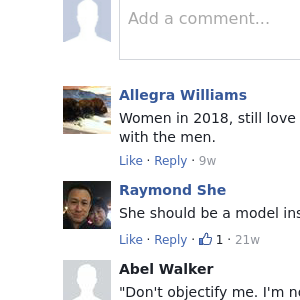 Add a comment...
Allegra Williams
Women in 2018, still love
with the men.
Like · Reply · 9w
Raymond She
She should be a model ins
Like · Reply · 1 · 21w
Abel Walker
"Don't objectify me. I'm